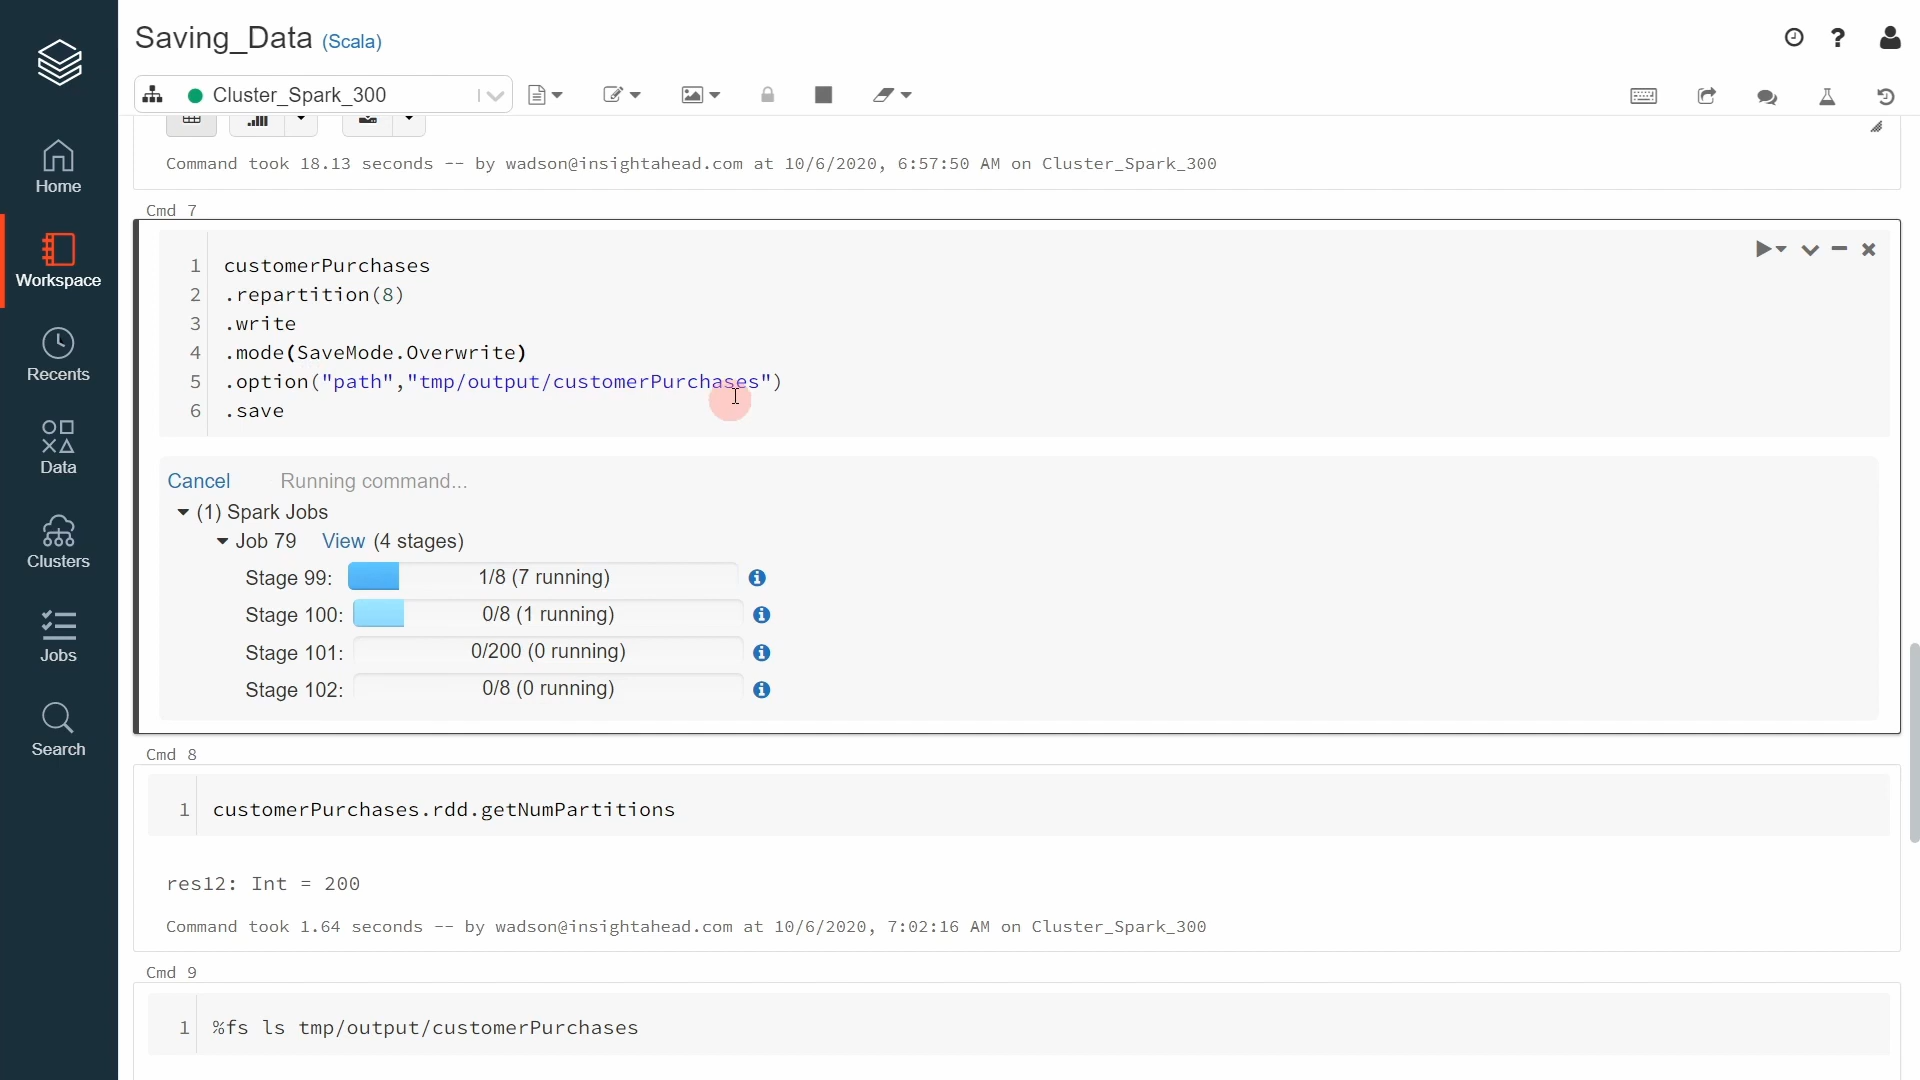 Saving_Data (Scala)
Cluster_Spark_300
Home
Workspace
Recents
Data
Clusters
Jobs
Search
Command took 18.13 seconds -- by wadson@insightahead.com at 10/6/2020, 6:57:50 AM on Cluster_Spark_300
Cmd 7
1 customerPurchases
2 .repartition(8)
3 .write
4 .mode(SaveMode.Overwrite)
5 .option("path","tmp/output/customerPurchases")
6 .save
Cancel Running command...
(1) Spark Jobs
Job 79 View (4 stages)
Stage 99: 1/8 (7 running)
Stage 100: 0/8 (1 running)
Stage 101: 0/200 (0 running)
Stage 102: 0/8 (0 running)
Cmd 8
1 customerPurchases.rdd.getNumPartitions
res12: Int = 200
Command took 1.64 seconds -- by wadson@insightahead.com at 10/6/2020, 7:02:16 AM on Cluster_Spark_300
Cmd 9
1 %fs ls tmp/output/customerPurchases